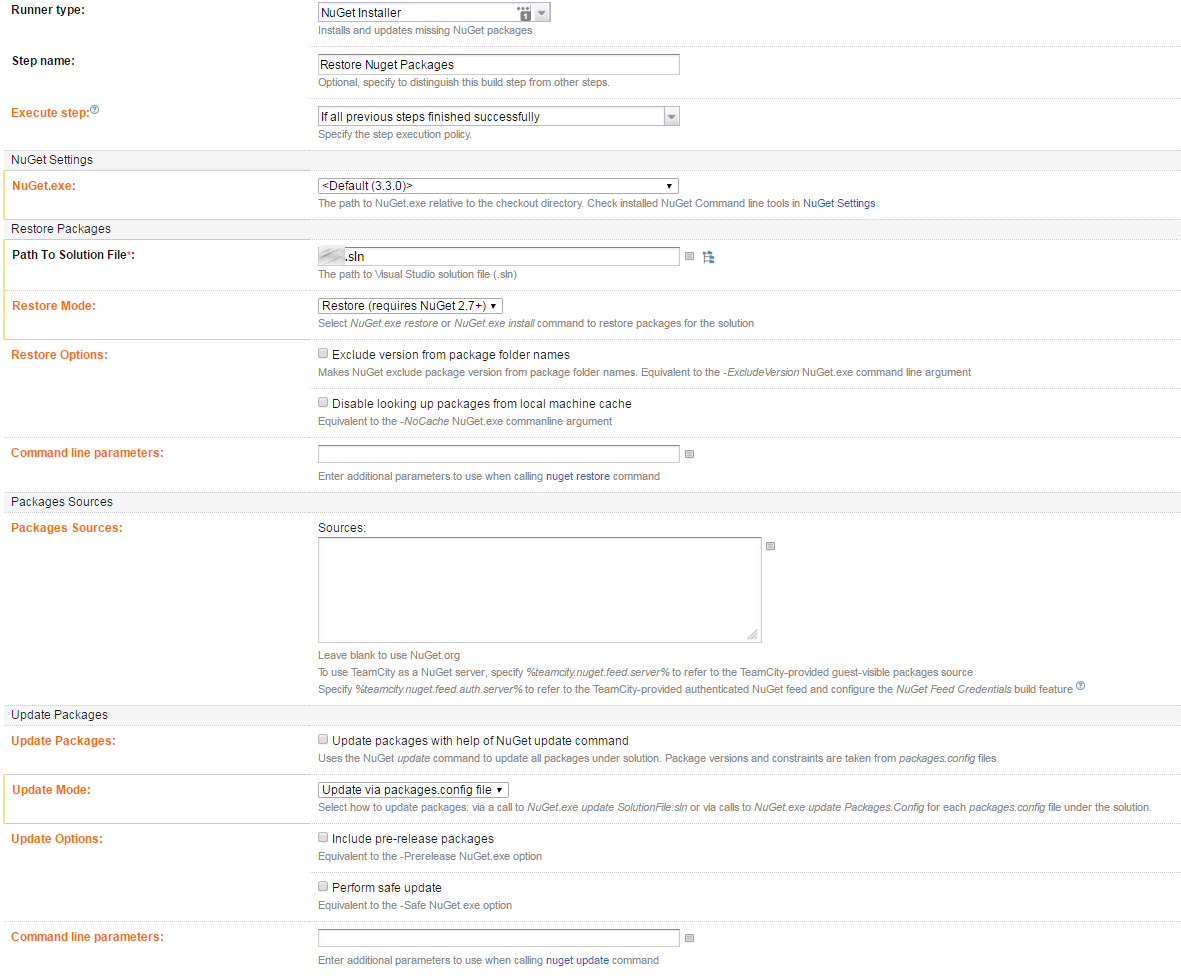 Runner type:
NuGet Installer
1
Installs and updates missing NuGet packages
Step name:
Restore Nuget Packages
Optional, specify to distinguish this build step from other steps.
Execute step:
?
If all previous steps finished successfully
Specify the step execution policy.
NuGet Settings
NuGet.exe:
<Default (3.3.0)>
The path to NuGet.exe relative to the checkout directory. Check installed NuGet Command line tools in NuGet Settings
Restore Packages
Path To Solution File*:
.sln
The path to Visual Studio solution file (.sln)
Restore Mode:
Restore (requires NuGet 2.7+)
Select NuGet.exe restore or NuGet.exe install command to restore packages for the solution
Restore Options:
Exclude version from package folder names
Makes NuGet exclude package version from package folder names. Equivalent to the -ExcludeVersion NuGet.exe command line argument
Disable looking up packages from local machine cache
Equivalent to the -NoCache NuGet.exe commanline argument
Command line parameters:
Enter additional parameters to use when calling nuget restore command
Packages Sources
Packages Sources:
Sources:
Leave blank to use NuGet.org
To use TeamCity as a NuGet server, specify %teamcity.nuget.feed.server% to refer to the TeamCity-provided guest-visible packages source
Specify %teamcity.nuget.feed.auth.server% to refer to the TeamCity-provided authenticated NuGet feed and configure the NuGet Feed Credentials build feature ?
Update Packages
Update Packages:
Update packages with help of NuGet update command
Uses the NuGet update command to update all packages under solution. Package versions and constraints are taken from packages.config files
Update Mode:
Update via packages.config file
Select how to update packages: via a call to NuGet.exe update SolutionFile.sln or via calls to NuGet.exe update Packages.Config for each packages.config file under the solution.
Update Options:
Include pre-release packages
Equivalent to the -Prerelease NuGet.exe option
Perform safe update
Equivalent to the -Safe NuGet.exe option
Command line parameters:
Enter additional parameters to use when calling nuget update command